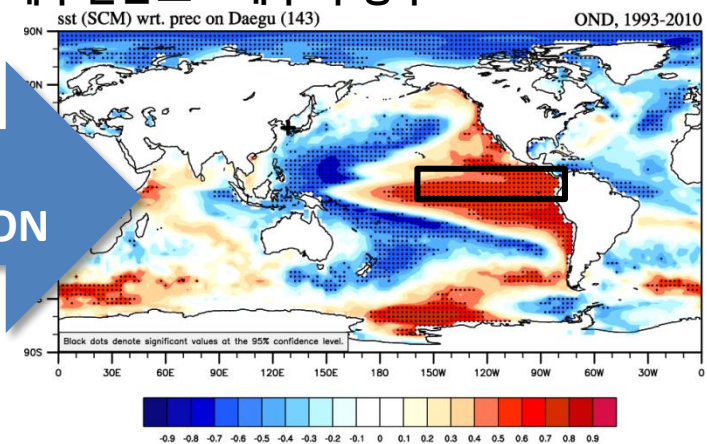 sst (SCM) wrt. prec on Daegu (143)
OND, 1993-2010
90N
ON
Black dots denote significant values at the 95% confidence level.
90S
0 30E 60E 90E 120E 150E 180 150W 120W 90W 60W 30W 0
-0.9 -0.8 -0.7 -0.6 -0.5 -0.4 -0.3 -0.2 -0.1 0 0.1 0.2 0.3 0.4 0.5 0.6 0.7 0.8 0.9